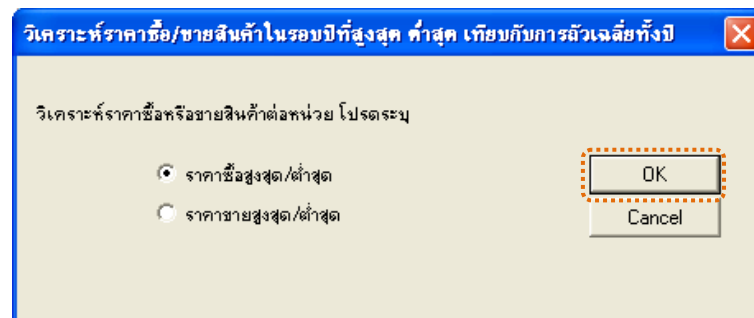 วิเคราะห์ราคาซื้อ/ขายสินค้าในรอบปีที่สูงสุด ต่ำสุด เทียบกับการถัวเฉลี่ยทั้งปี
วิเคราะห์ราคาซื้อหรือขายสินค้าต่อหน่วย โปรดระบุ
ราคาซื้อสูงสุด/ต่ำสุด
OK
ราคาขายสูงสุด/ต่ำสุด
Cancel